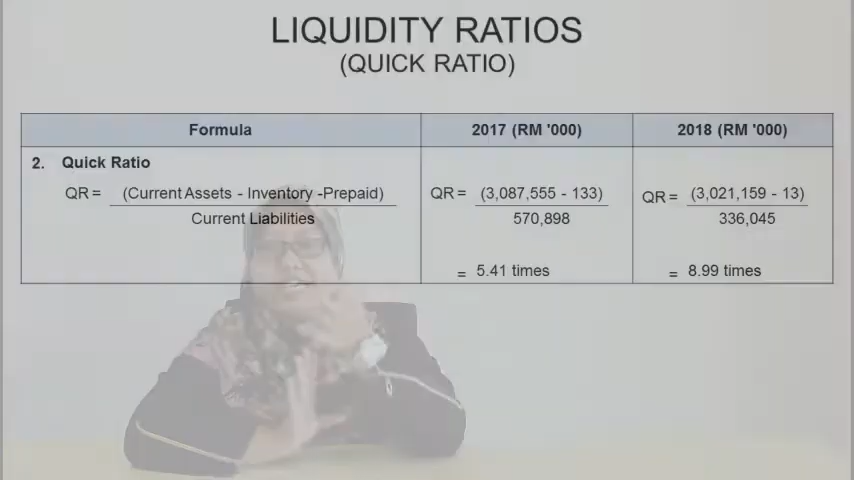 LIQUIDITY RATIOS
(QUICK RATIO)
Formula 2017 (RM '000) 2018 (RM '000)
2. Quick Ratio
QR = (Current Assets - Inventory -Prepaid) QR = (3,087,555 - 133) QR = (3,021,159 - 13)
Current Liabilities 570,898 336,045
= 5.41 times = 8.99 times